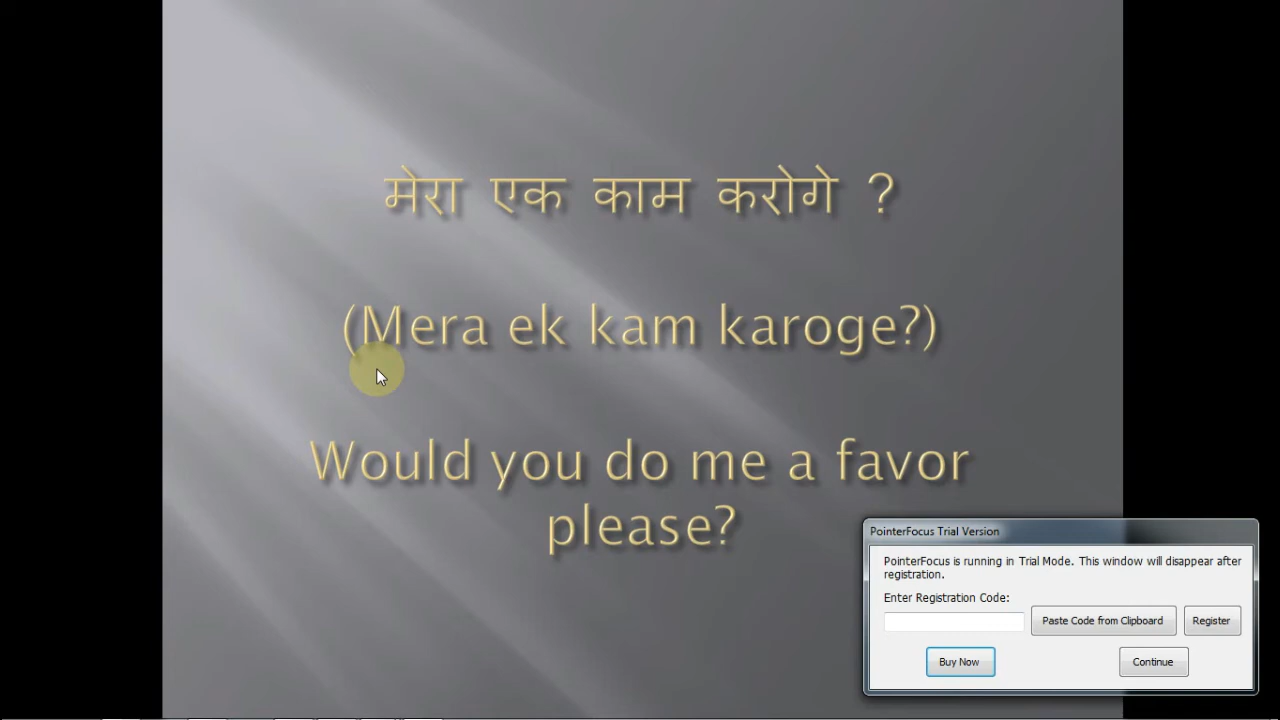 मेरा एक काम करोगे ?
(Mera ek kam karoge?)
Would you do me a favor
please?
PointerFocus Trial Version
PointerFocus is running in Trial Mode. This window will disappear after
registration.
Enter Registration Code:
Paste Code from Clipboard
Register
Buy Now
Continue